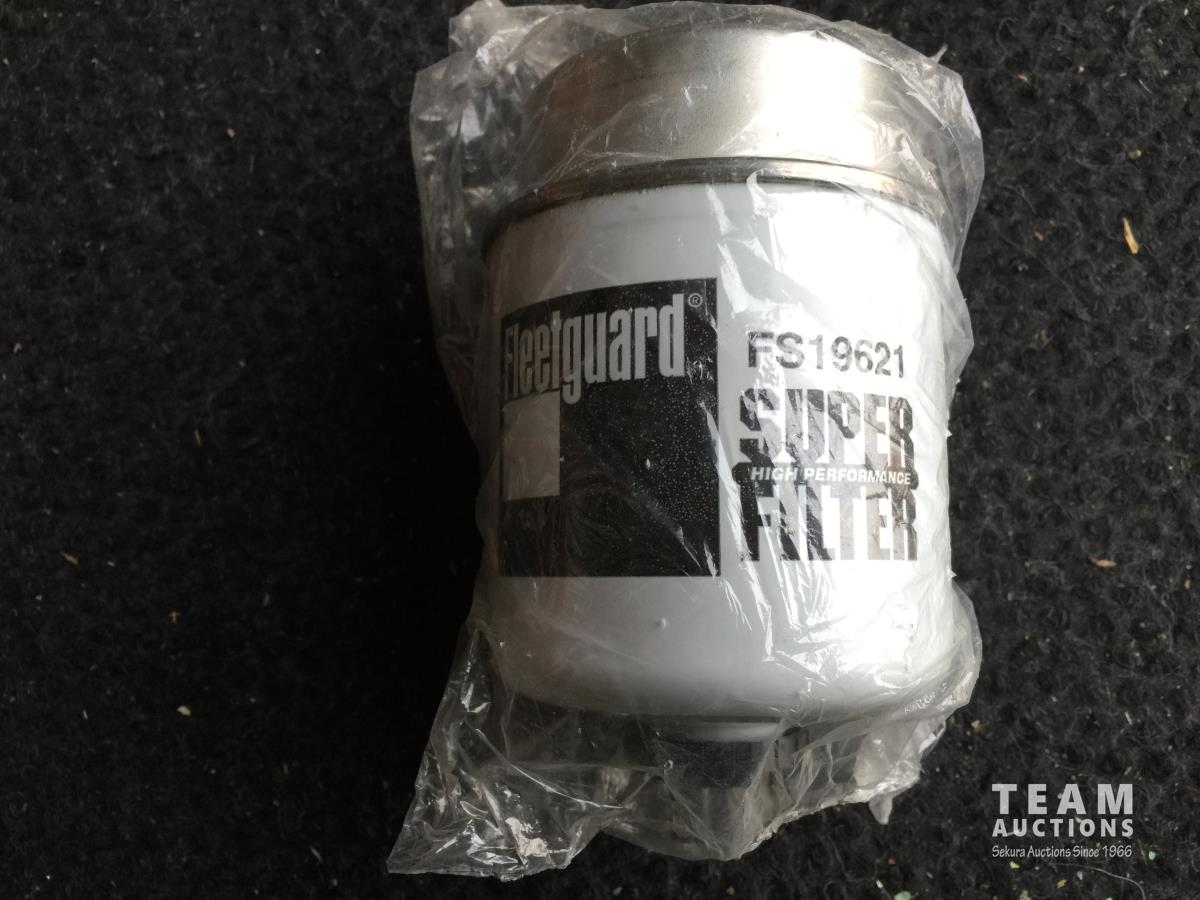 Fleetguard®
FS19621
SUPER
HIGH PERFORMANCE
FILTER
TEAM
AUCTIONS
Sekura Auctions Since 1966